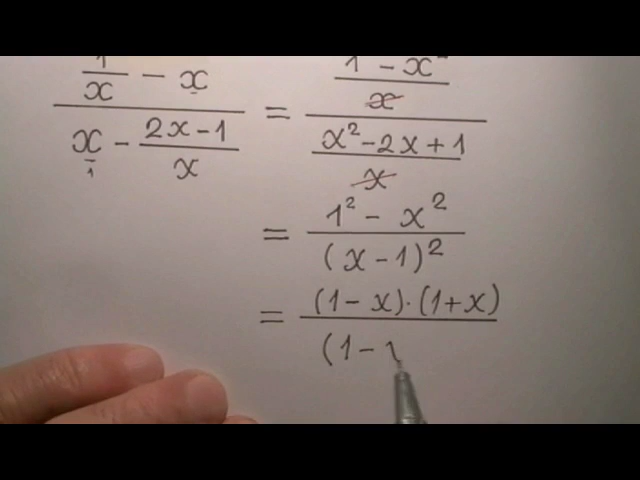 (1/x - x) / (x/1 - (2x-1)/x) = ((1 - x²)/x) / ((x² - 2x + 1)/x)
= (1² - x²) / (x - 1)²
= (1 - x)·(1 + x) / (1 -